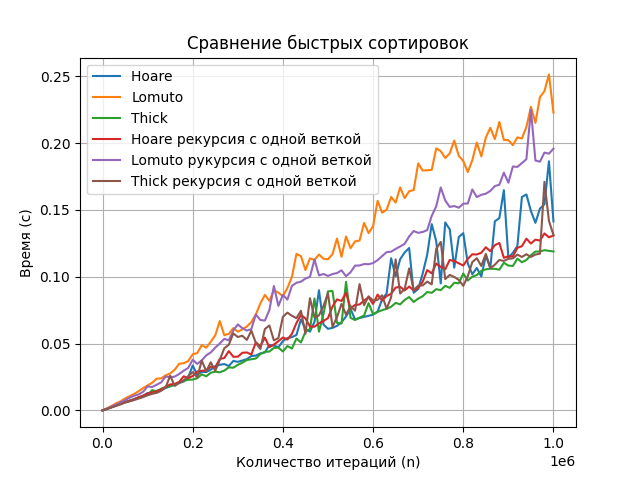 Сравнение быстрых сортировок
Hoare
Lomuto
Thick
Hoare рекурсия с одной веткой
Lomuto рукурсия с одной веткой
Thick рекурсия с одной веткой
Время (с)
0.25
0.20
0.15
0.10
0.05
0.00
0.0 0.2 0.4 0.6 0.8 1.0
1e6
Количество итераций (n)